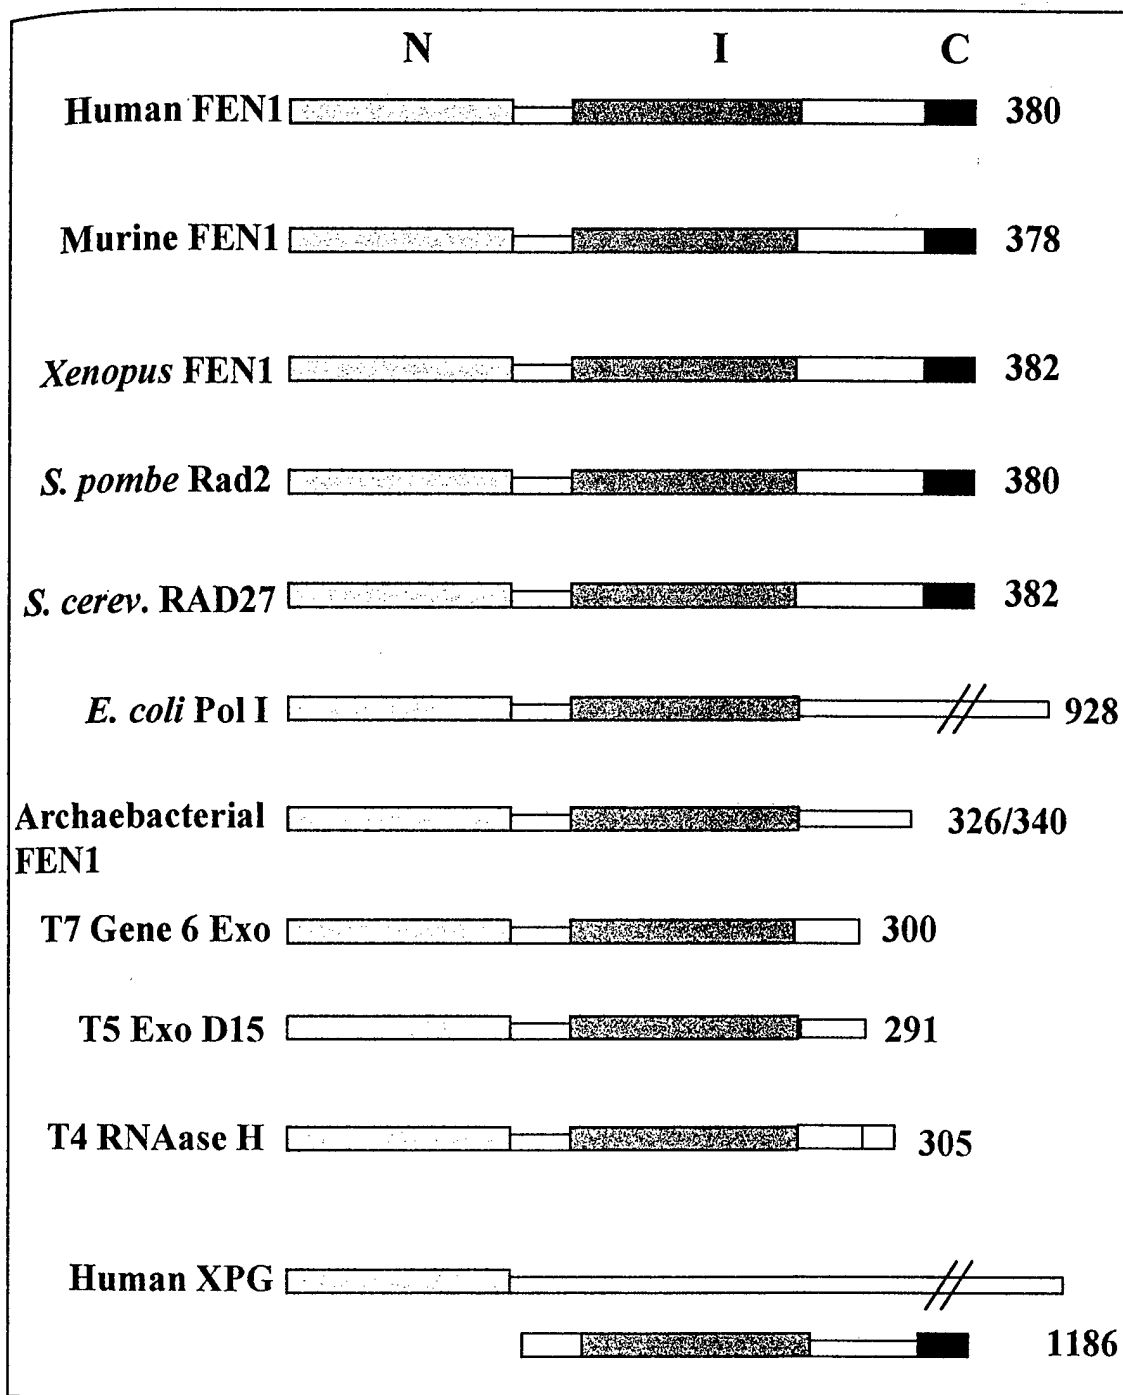 N I C
Human FEN1 380
Murine FEN1 378
Xenopus FEN1 382
S. pombe Rad2 380
S. cerev. RAD27 382
E. coli Pol I 928
Archaebacterial
FEN1 326/340
T7 Gene 6 Exo 300
T5 Exo D15 291
T4 RNAase H 305
Human XPG
1186